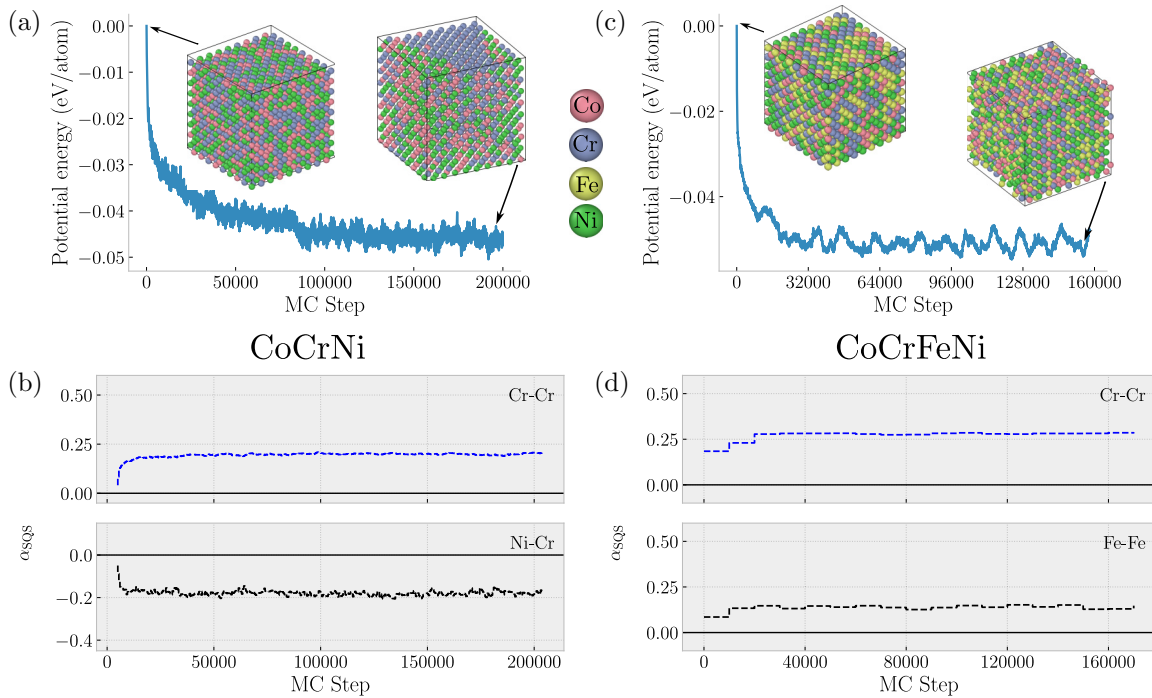 (a)
Potential energy (eV/atom)
0.00
−0.01
−0.02
−0.03
−0.04
−0.05
0
50000
100000
150000
200000
MC Step
CoCrNi
Co
Cr
Fe
Ni
(c)
Potential energy (eV/atom)
0.00
−0.02
−0.04
0
32000
64000
96000
128000
160000
MC Step
CoCrFeNi
(b)
0.50
0.25
0.00
Cr-Cr
αSQS
0.0
−0.2
−0.4
Ni-Cr
0
50000
100000
150000
200000
MC Step
(d)
0.50
0.25
0.00
Cr-Cr
αSQS
0.50
0.25
0.00
Fe-Fe
0
40000
80000
120000
160000
MC Step